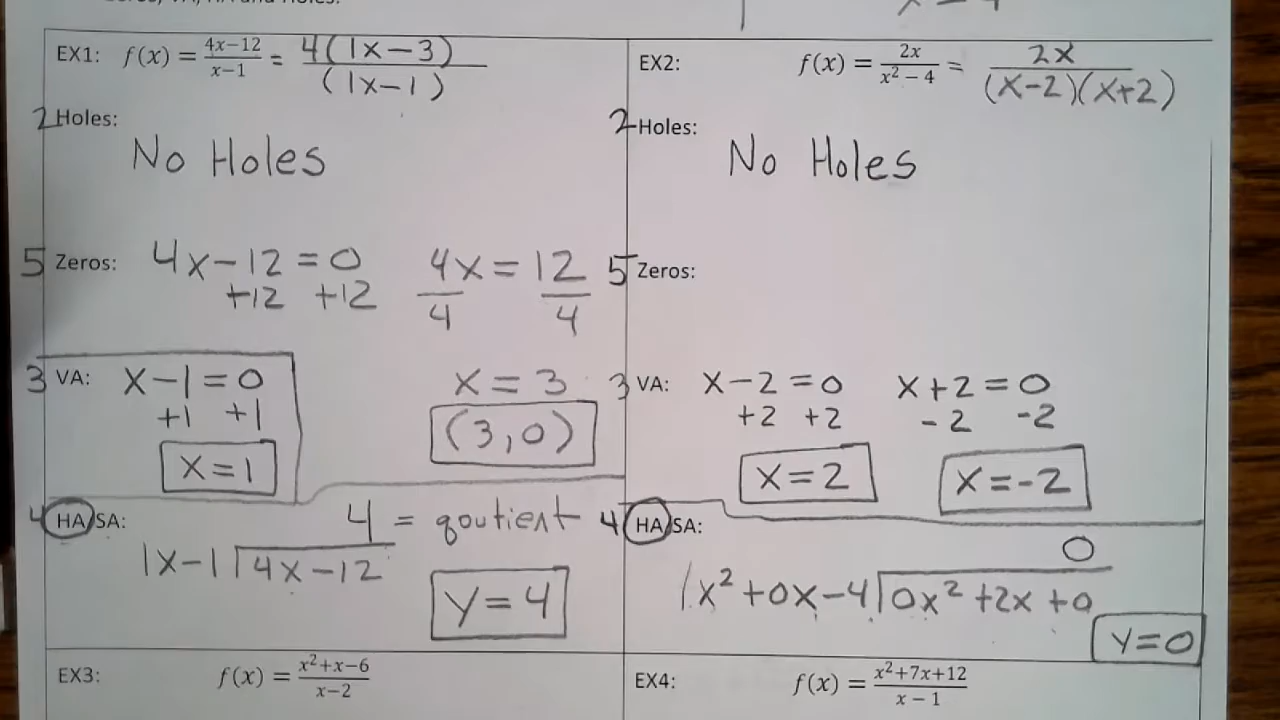 EX1: f(x) = 4x−12/x−1 = 4(1x−3)/(1x−1)
2 Holes:
No Holes
5 Zeros: 4x−12=0 4x=12
+12 +12 4 4
x=3
(3,0)
3 VA: x−1=0
+1 +1
x=1
4 HA/SA: 4 = qoutient
1x−1 4x−12
y=4
EX2: f(x) = 2x/x²−4 = 2x/(x−2)(x+2)
2 Holes:
No Holes
5 Zeros:
3 VA: x−2=0 x+2=0
+2 +2 −2 −2
x=2 x=−2
4 HA/SA:
0
1x²+0x−4 0x²+2x+0
y=0
EX3: f(x) = x²+x−6/x−2
EX4: f(x) = x²+7x+12/x−1